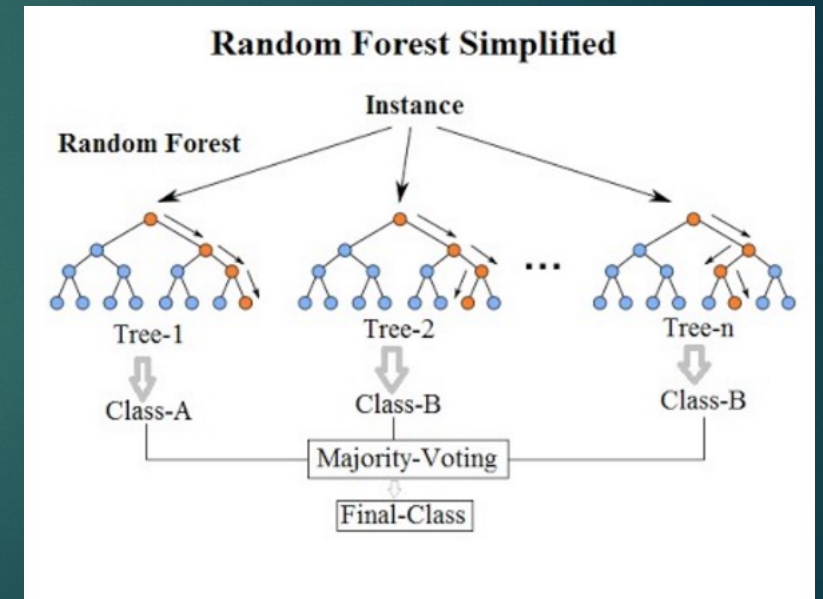 Random Forest Simplified
Instance
Random Forest
...
Tree-1
Tree-2
Tree-n
Class-A
Class-B
Class-B
Majority-Voting
Final-Class